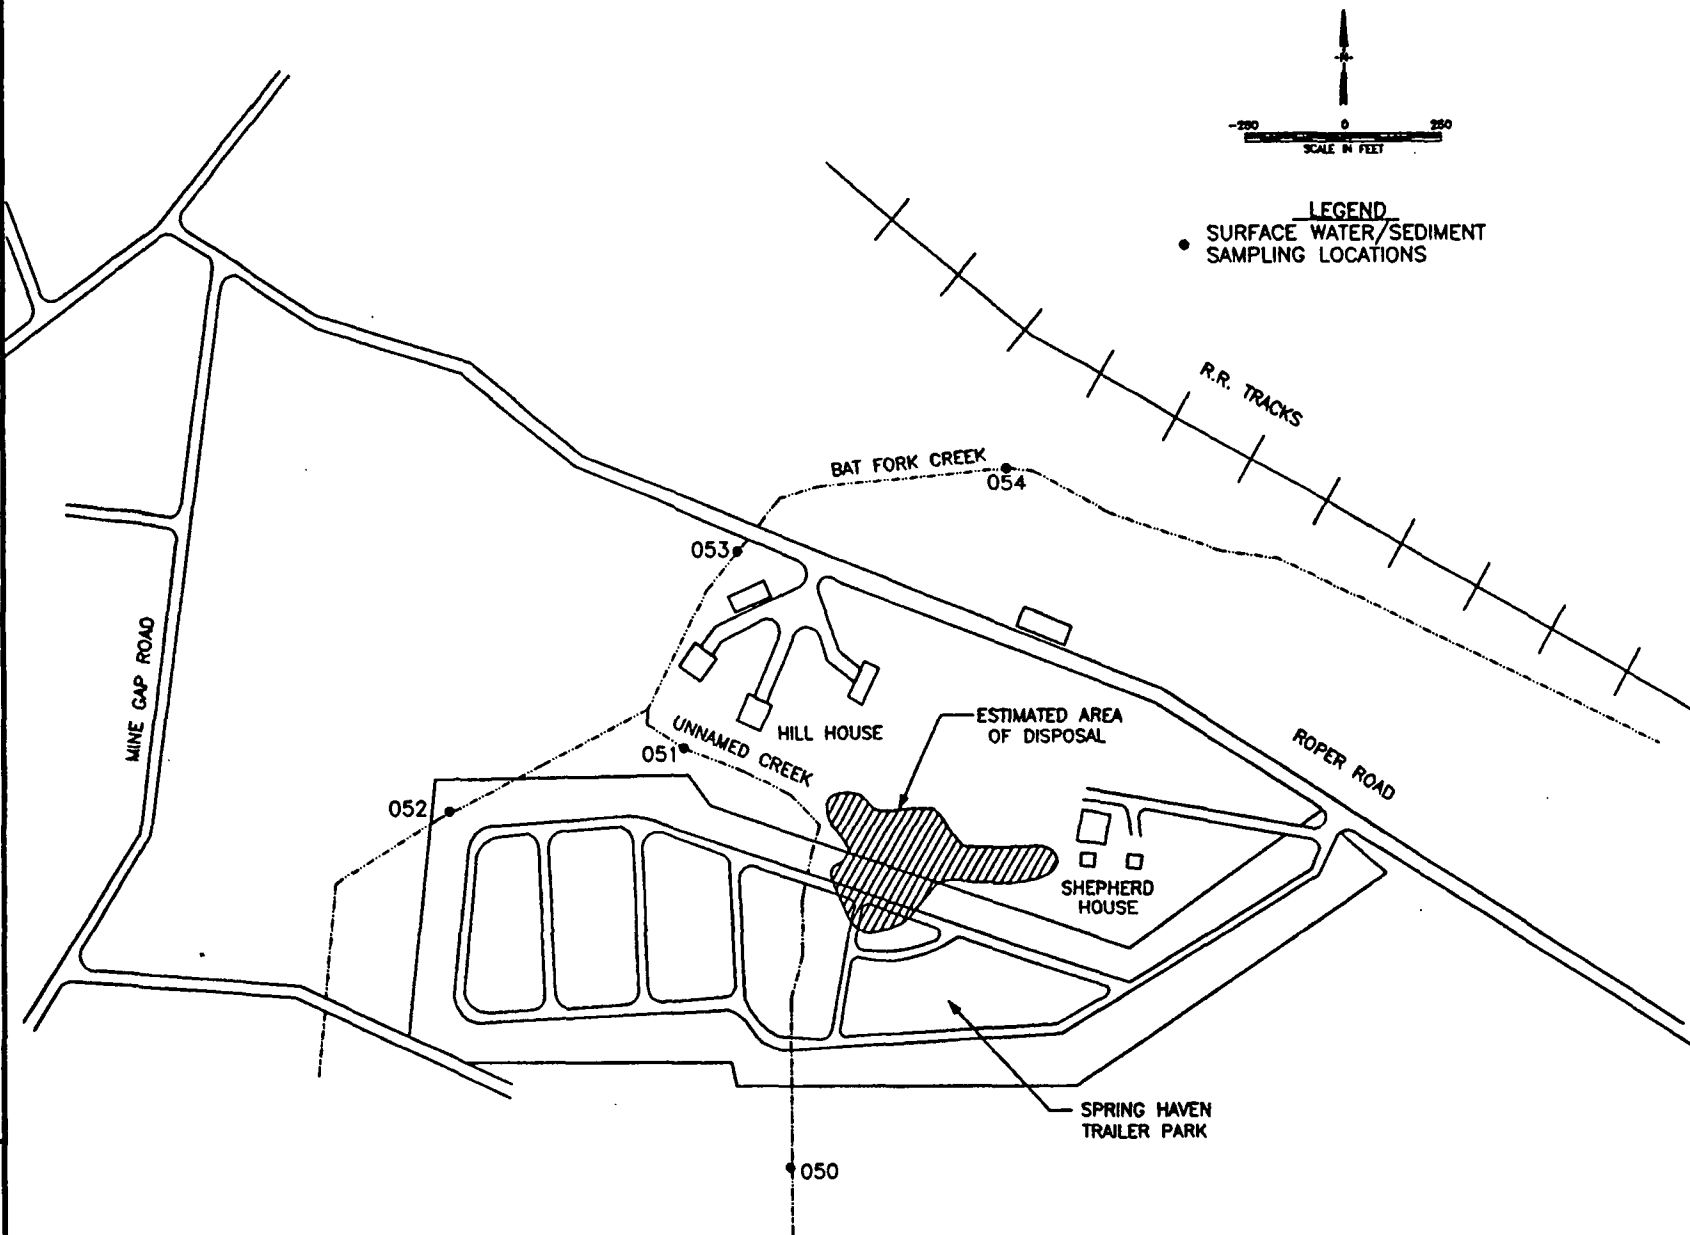 -N-
-250 0 250
SCALE IN FEET
LEGEND
SURFACE WATER/SEDIMENT
SAMPLING LOCATIONS
R.R. TRACKS
BAT FORK CREEK
054
053
MINE GAP ROAD
UNNAMED CREEK
051
HILL HOUSE
ESTIMATED AREA
OF DISPOSAL
ROPER ROAD
052
SHEPHERD
HOUSE
SPRING HAVEN
TRAILER PARK
050